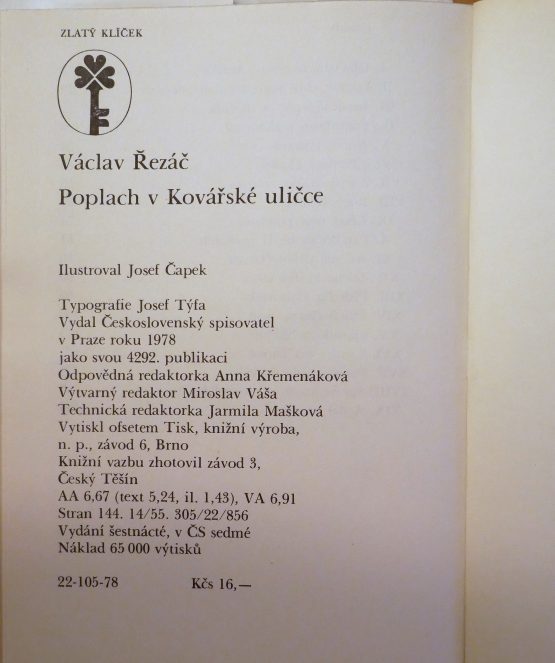 ZLATÝ KLÍČEK
Václav Řezáč
Poplach v Kovářské uličce
Ilustroval Josef Čapek
Typografie Josef Týfa
Vydal Československý spisovatel
v Praze roku 1978
jako svou 4292. publikaci
Odpovědná redaktorka Anna Křemenáková
Výtvarný redaktor Miroslav Váša
Technická redaktorka Jarmila Mašková
Vytiskl ofsetem Tisk, knižní výroba,
n. p., závod 6, Brno
Knižní vazbu zhotovil závod 3,
Český Těšín
AA 6,67 (text 5,24, il. 1,43), VA 6,91
Stran 144. 14/55. 305/22/856
Vydání šestnácté, v ČS sedmé
Náklad 65 000 výtisků
22-105-78 Kčs 16,—